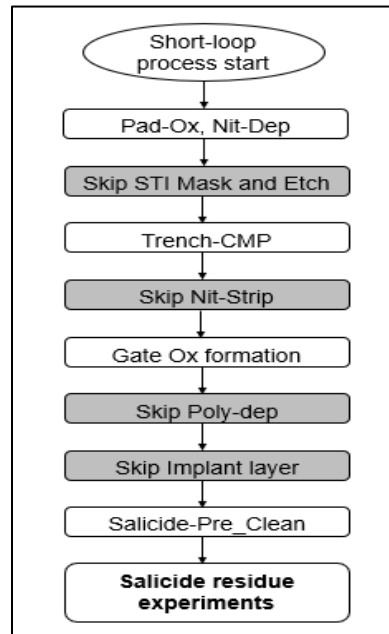 Short-loop
process start
Pad-Ox, Nit-Dep
Skip STI Mask and Etch
Trench-CMP
Skip Nit-Strip
Gate Ox formation
Skip Poly-dep
Skip Implant layer
Salicide-Pre_Clean
Salicide residue
experiments